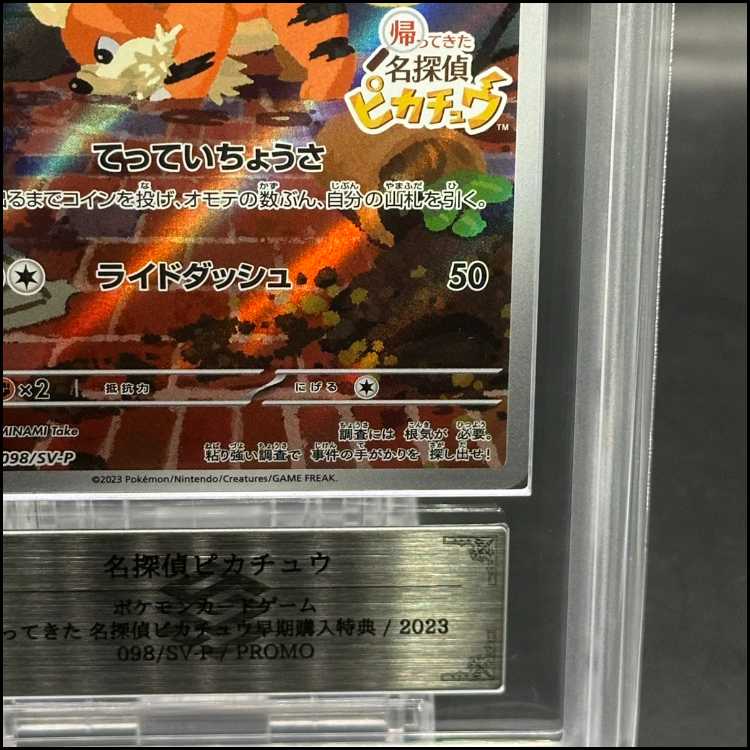 帰ってきた
名探偵
ピカチュウ
™
てっていちょうさ
るまでコインを投げ、オモテの数ぶん、自分の山札を引く。
ライドダッシュ 50
×2 抵抗力 にげる
MINAMI Take
098/SV-P
調査には 根気が 必要。
粘り強い調査で 事件の手がかりを 探し出せ!
©2023 Pokémon/Nintendo/Creatures/GAME FREAK.
名探偵ピカチュウ
ポケモンカードゲーム
ってきた 名探偵ピカチュウ早期購入特典 / 2023
098/SV-P / PROMO